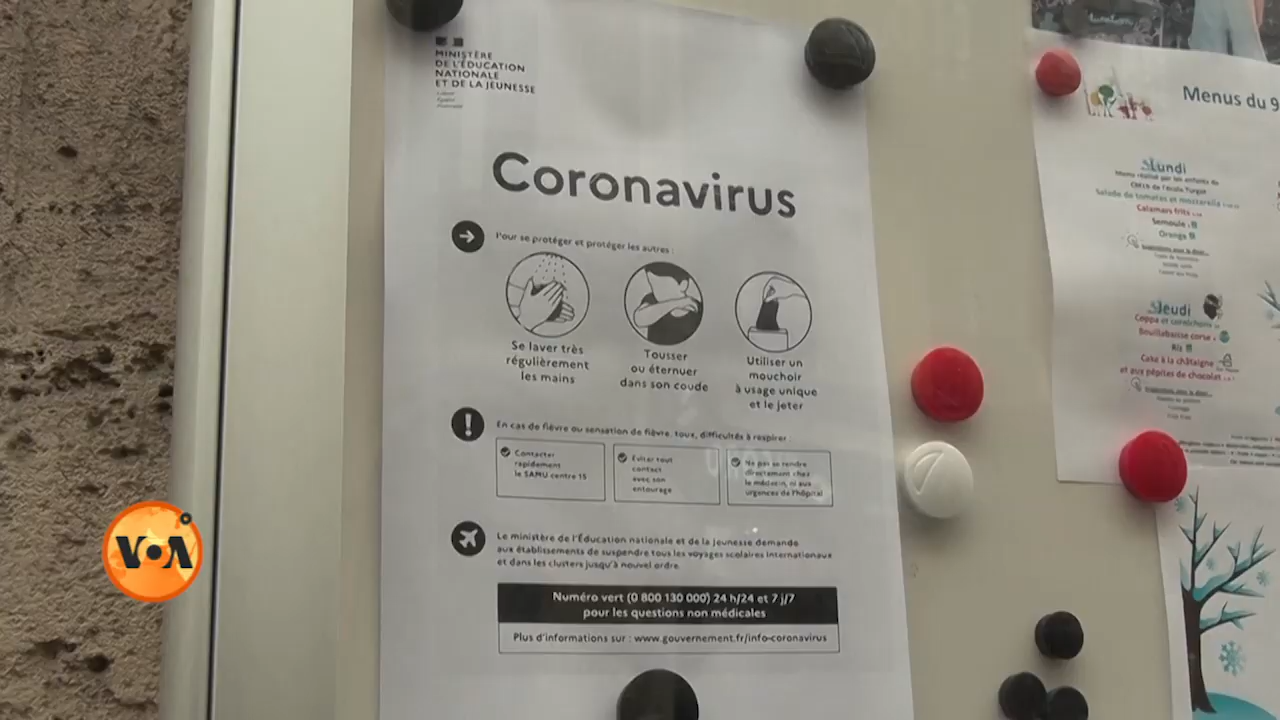 MINISTÈRE
DE L'ÉDUCATION
NATIONALE
ET DE LA JEUNESSE
Coronavirus
Pour se protéger et protéger les autres :
Se laver très
régulièrement
les mains
Tousser
ou éternuer
dans son coude
Utiliser un
mouchoir
à usage unique
et le jeter
En cas de fièvre ou sensation de fièvre, toux, difficultés à respirer :
Contacter
rapidement
le SAMU centre 15
Éviter tout
contact
avec son
entourage
Ne pas se rendre
directement chez
le médecin, ni aux
urgences de l'hôpital
Le ministère de l'Éducation nationale et de la Jeunesse demande
aux établissements de suspendre tous les voyages scolaires internationaux
et dans les clusters jusqu'à nouvel ordre.
Numéro vert (0 800 130 000) 24 h/24 et 7 j/7
pour les questions non médicales
Plus d'informations sur : www.gouvernement.fr/info-coronavirus
Menus du 9
Lundi
Salade de tomates et mozzarella
Calamars frits
Semoule
Orange
Jeudi
Coppa et cornichons
Bouillabaisse corse
Riz
Cake à la châtaigne
et aux pépites de chocolat
VOA